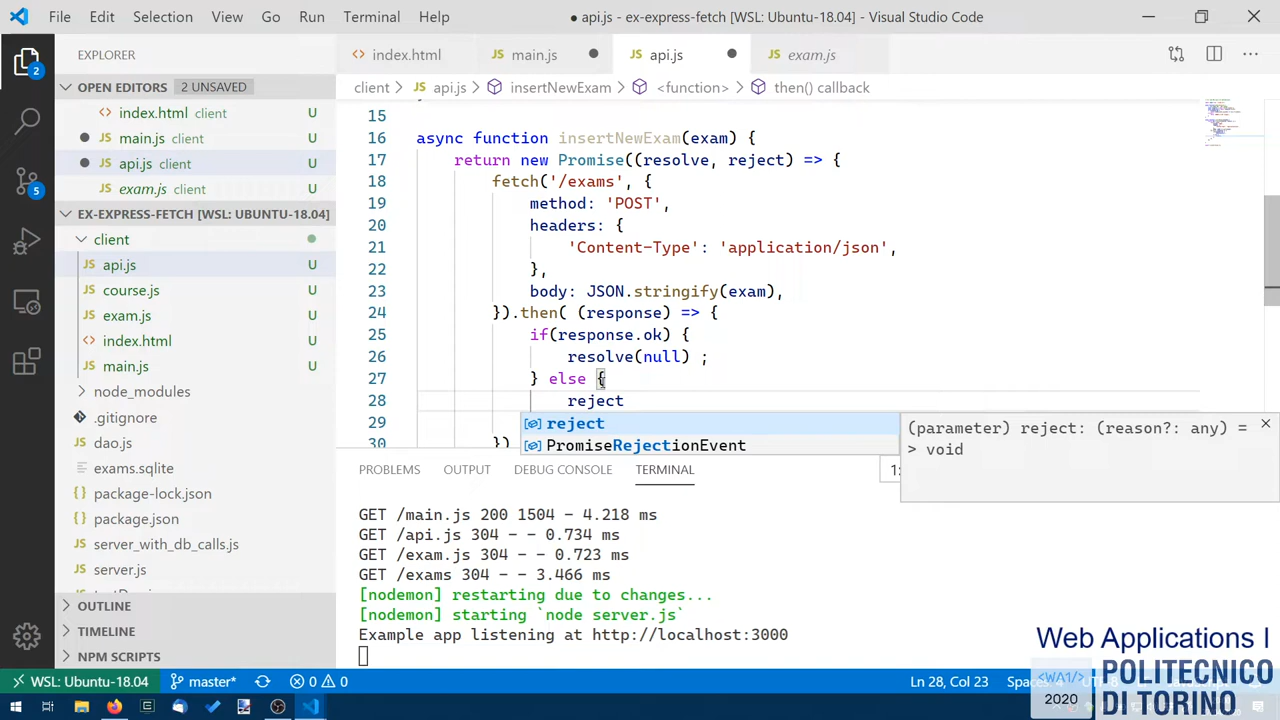 File Edit Selection View Go Run Terminal Help
● api.js - ex-express-fetch [WSL: Ubuntu-18.04] - Visual Studio Code
EXPLORER
OPEN EDITORS 2 UNSAVED
index.html client U
main.js client U
api.js client U
exam.js client U
EX-EXPRESS-FETCH [WSL: UBUNTU-18.04]
client
api.js U
course.js U
exam.js U
index.html U
main.js U
node_modules
.gitignore
dao.js
exams.sqlite
package-lock.json
package.json
server_with_db_calls.js
server.js
OUTLINE
TIMELINE
NPM SCRIPTS
2
5
<> index.html JS main.js JS api.js JS exam.js
client > JS api.js > insertNewExam > <function> > then() callback
15
16 async function insertNewExam(exam) {
17 return new Promise((resolve, reject) => {
18 fetch('/exams', {
19 method: 'POST',
20 headers: {
21 'Content-Type': 'application/json',
22 },
23 body: JSON.stringify(exam),
24 }).then( (response) => {
25 if(response.ok) {
26 resolve(null) ;
27 } else {
28 reject
29
30 })
reject
PromiseRejectionEvent
(parameter) reject: (reason?: any) =
> void
PROBLEMS OUTPUT DEBUG CONSOLE TERMINAL 1:
GET /main.js 200 1504 - 4.218 ms
GET /api.js 304 - - 0.734 ms
GET /exam.js 304 - - 0.723 ms
GET /exams 304 - - 3.466 ms
[nodemon] restarting due to changes...
[nodemon] starting `node server.js`
Example app listening at http://localhost:3000
WSL: Ubuntu-18.04 master* 0 0 Ln 28, Col 23
Web Applications I
<WA1/>
2020
POLITECNICO
DI TORINO